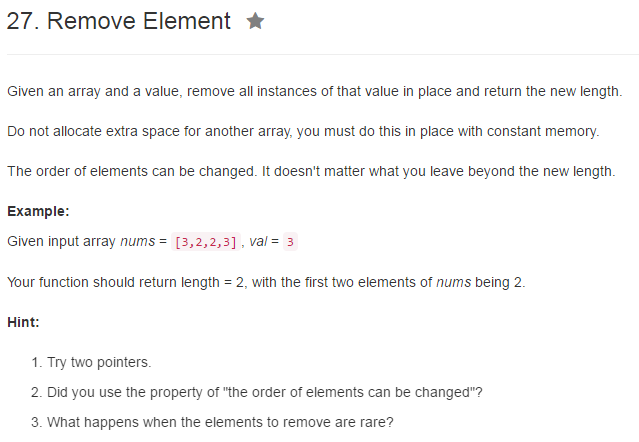 27. Remove Element ★
Given an array and a value, remove all instances of that value in place and return the new length.
Do not allocate extra space for another array, you must do this in place with constant memory.
The order of elements can be changed. It doesn't matter what you leave beyond the new length.
Example:
Given input array nums = [3,2,2,3], val = 3
Your function should return length = 2, with the first two elements of nums being 2.
Hint:
1. Try two pointers.
2. Did you use the property of "the order of elements can be changed"?
3. What happens when the elements to remove are rare?